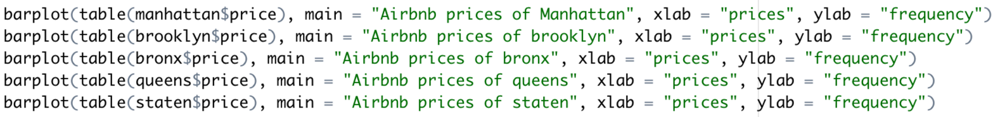 barplot(table(manhattan$price), main = "Airbnb prices of Manhattan", xlab = "prices", ylab = "frequency")
barplot(table(brooklyn$price), main = "Airbnb prices of brooklyn", xlab = "prices", ylab = "frequency")
barplot(table(bronx$price), main = "Airbnb prices of bronx", xlab = "prices", ylab = "frequency")
barplot(table(queens$price), main = "Airbnb prices of queens", xlab = "prices", ylab = "frequency")
barplot(table(staten$price), main = "Airbnb prices of staten", xlab = "prices", ylab = "frequency")